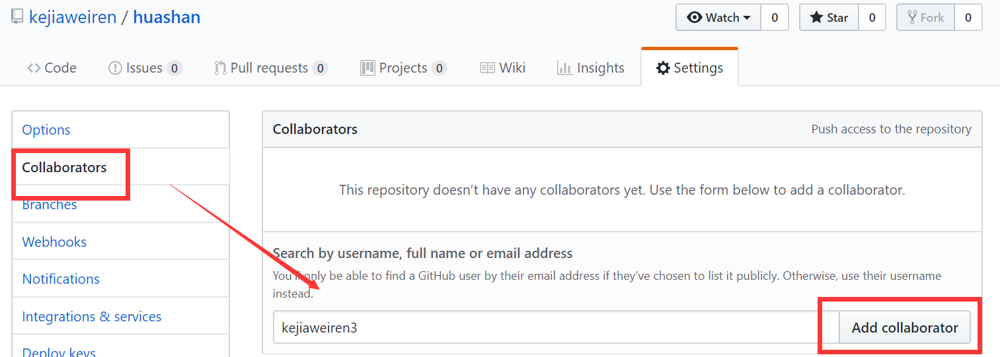 kejiaweiren / huashan
Watch 0 Star 0 Fork 0
Code Issues 0 Pull requests 0 Projects 0 Wiki Insights Settings
Options
Collaborators
Branches
Webhooks
Notifications
Integrations & services
Deploy keys
Collaborators Push access to the repository
This repository doesn’t have any collaborators yet. Use the form below to add a collaborator.
Search by username, full name or email address
You'll only be able to find a GitHub user by their email address if they’ve chosen to list it publicly. Otherwise, use their username
instead.
kejiaweiren3 Add collaborator